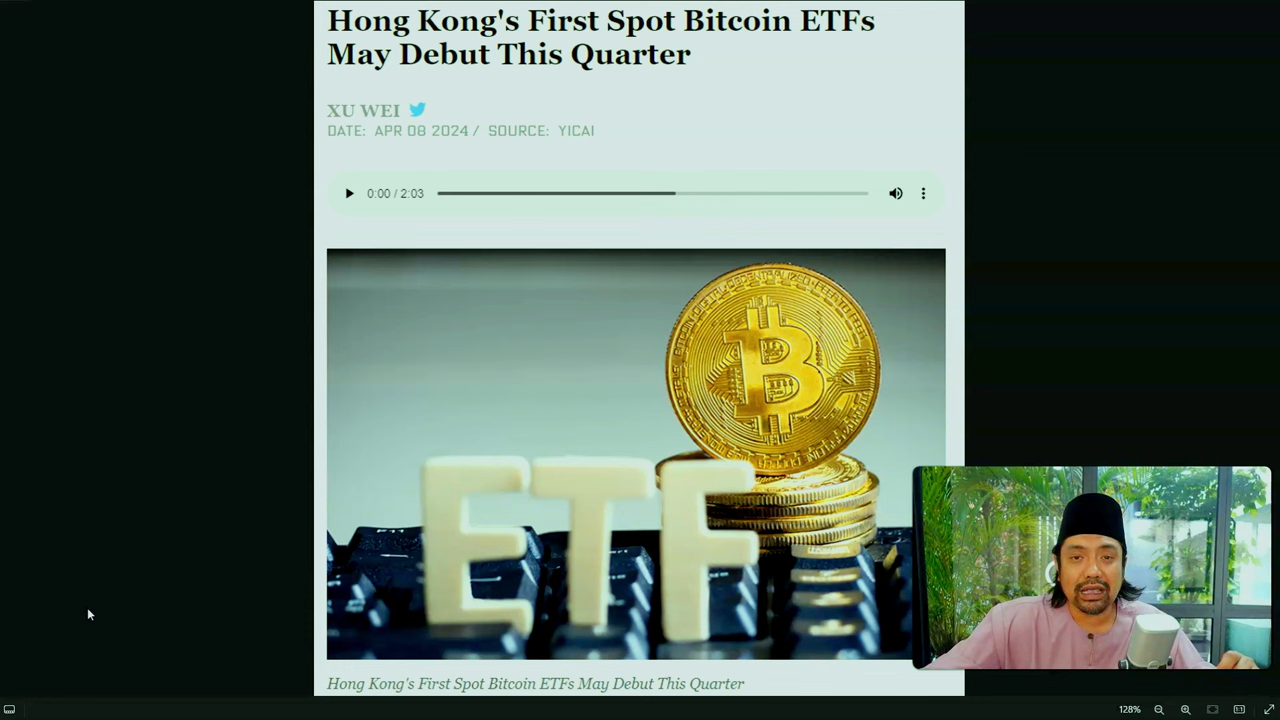 Hong Kong's First Spot Bitcoin ETFs
May Debut This Quarter
XU WEI
DATE: APR 08 2024 / SOURCE: YICAI
0:00 / 2:03
ETF
Hong Kong's First Spot Bitcoin ETFs May Debut This Quarter
128%